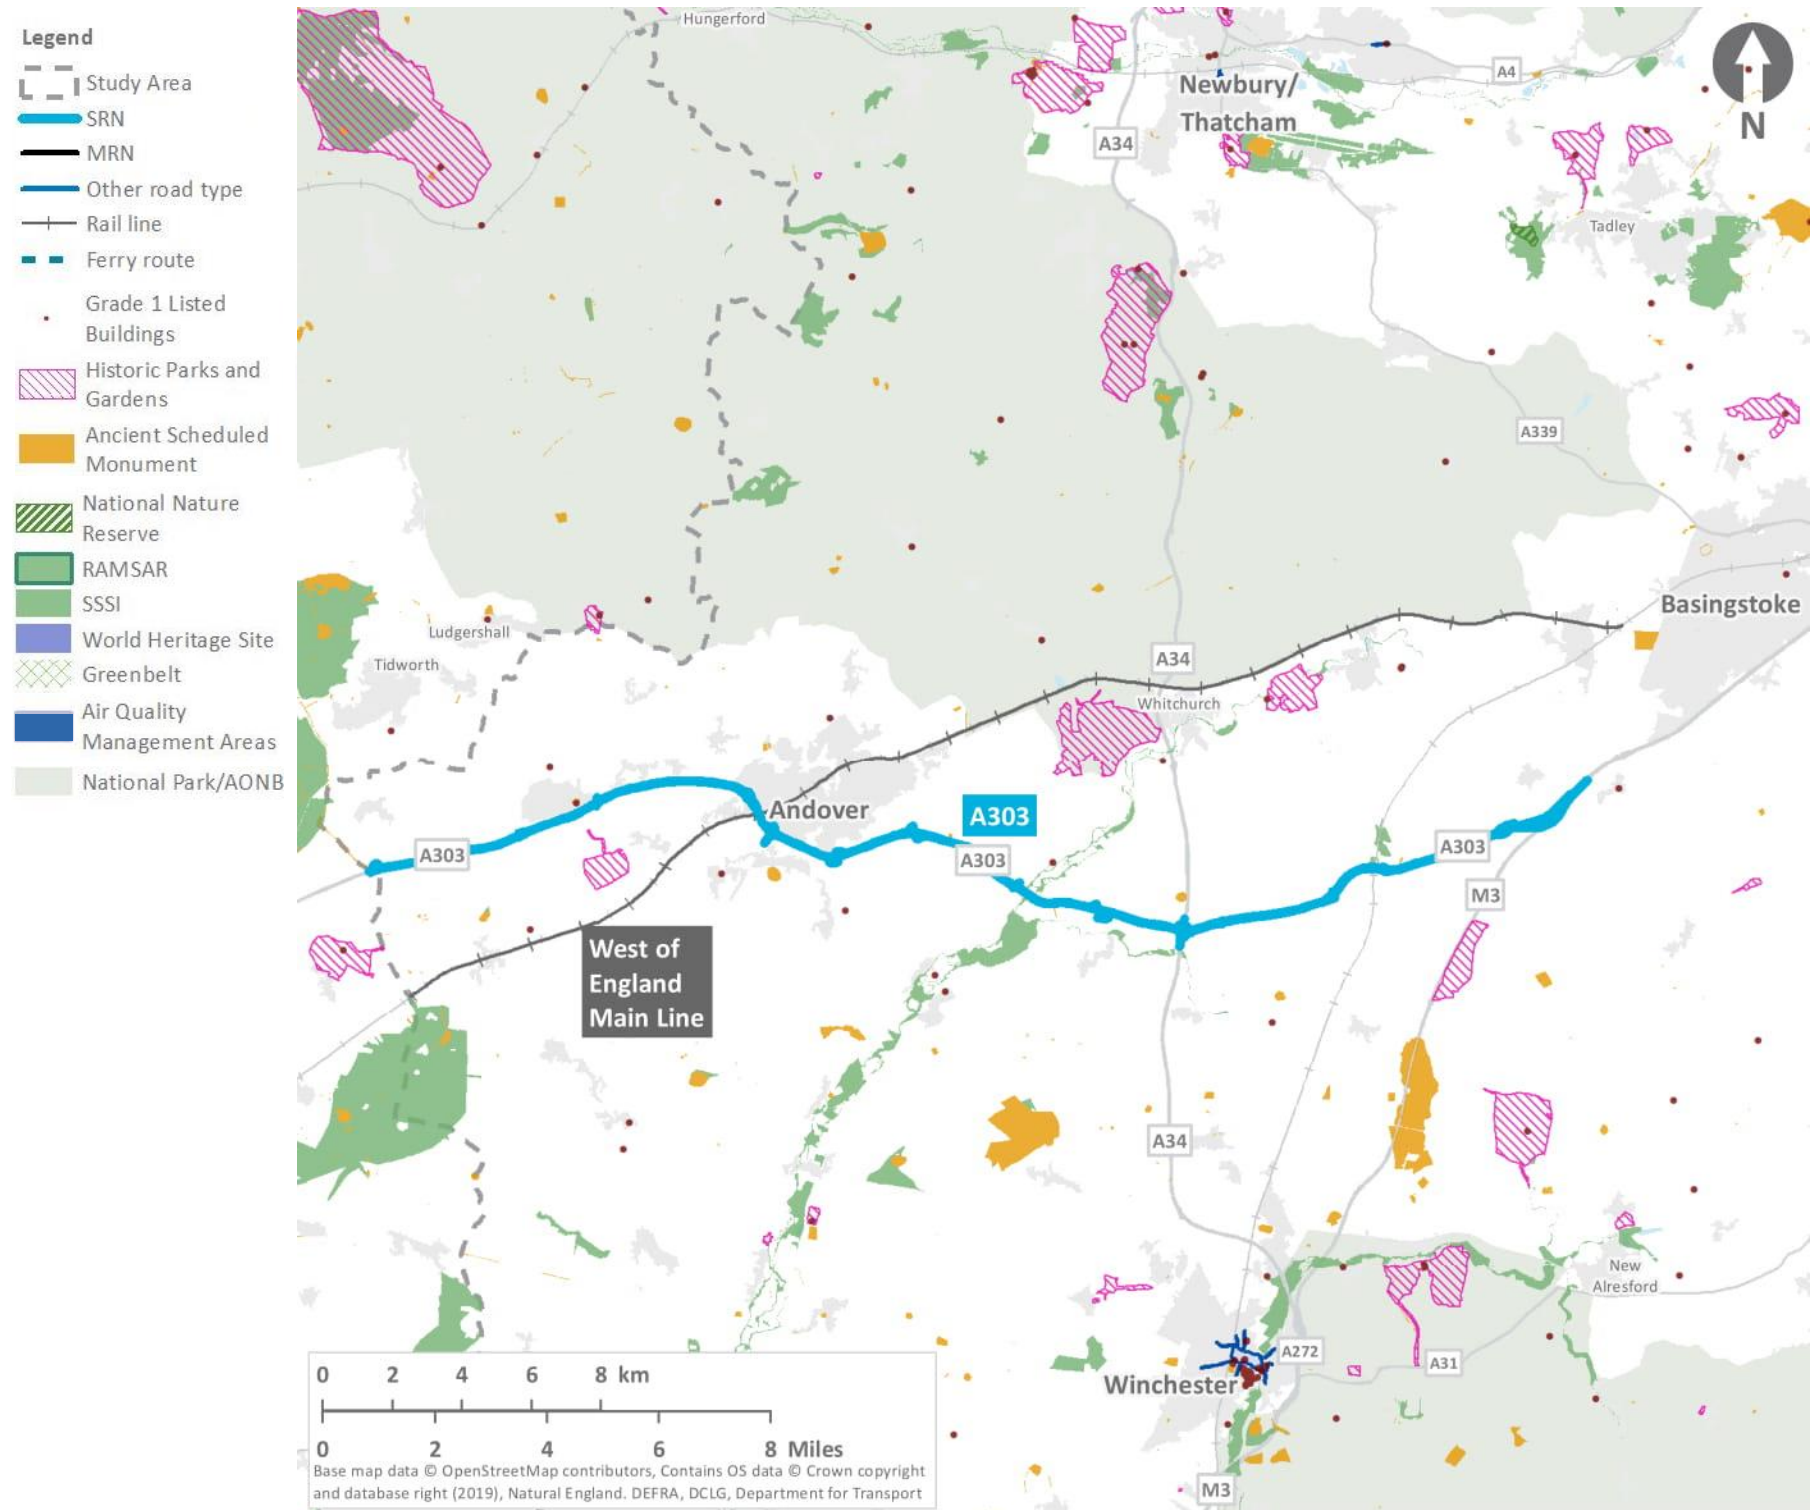 Legend
Study Area
SRN
MRN
Other road type
Rail line
Ferry route
Grade 1 Listed
Buildings
Historic Parks and
Gardens
Ancient Scheduled
Monument
National Nature
Reserve
RAMSAR
SSSI
World Heritage Site
Greenbelt
Air Quality
Management Areas
National Park/AONB
Hungerford
Newbury/
Thatcham
A4
N
A34
Tadley
A339
Basingstoke
Ludgershall
Tidworth
A34
Whitchurch
Andover
A303
A303
A303
A303
M3
West of
England
Main Line
A34
New
Alresford
A272
A31
Winchester
M3
0 2 4 6 8 km
0 2 4 6 8 Miles
Base map data © OpenStreetMap contributors, Contains OS data © Crown copyright
and database right (2019), Natural England. DEFRA, DCLG, Department for Transport